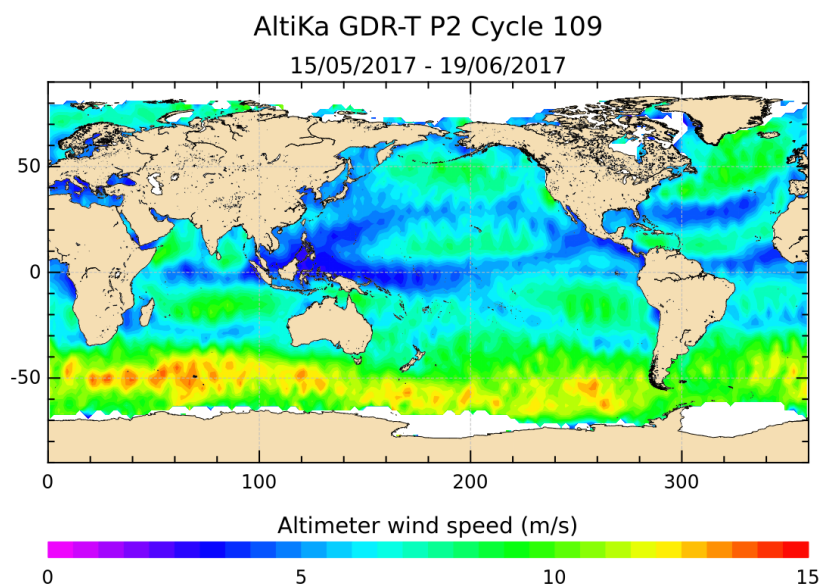 AltiKa GDR-T P2 Cycle 109
15/05/2017 - 19/06/2017
50
0
-50
0 100 200 300
Altimeter wind speed (m/s)
0 5 10 15